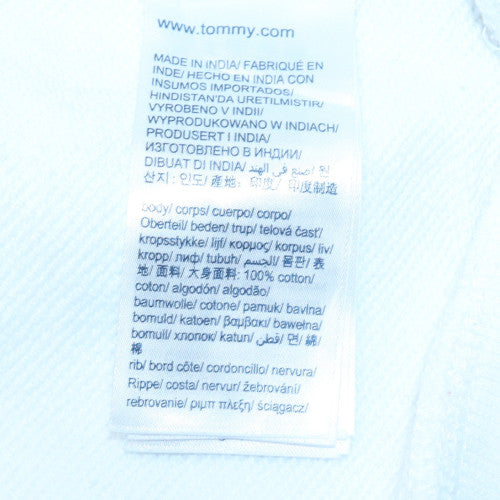 www.tommy.com
MADE IN INDIA/ FABRIQUÉ EN
INDE/ HECHO EN INDIA CON
INSUMOS IMPORTADOS/
HINDISTAN'DA URETILMISTIR/
VYROBENO V INDII/
WYPRODUKOWANO W INDIACH/
PRODUSERT I INDIA/
ИЗГОТОВЛЕНО В ИНДИИ/
DIBUAT DI INDIA/ صنع في الهند/ 원
산지: 인도/ 產地: 印度/ 印度制造
body/ corps/ cuerpo/ corpo/
Oberteil/ beden/ trup/ telová časť/
kropsstykke/ lijf/ κορμος/ korpus/ liv/
kropp/ лиф/ tubuh/ الجسم/ 몸판/ 表
地/ 面料/ 大身面料: 100% cotton/
coton/ algodón/ algodão/
baumwolle/ cotone/ pamuk/ bavlna/
bomuld/ katoen/ βαμβακι/ bawełna/
bomull/ хлопок/ katun/ قطن/ 면/ 綿/
棉
rib/ bord côte/ cordoncillo/ nervura/
Rippe/ costa/ nervur/ žebrování/
rebrovanie/ ριμπ πλεξη/ ściągacz/